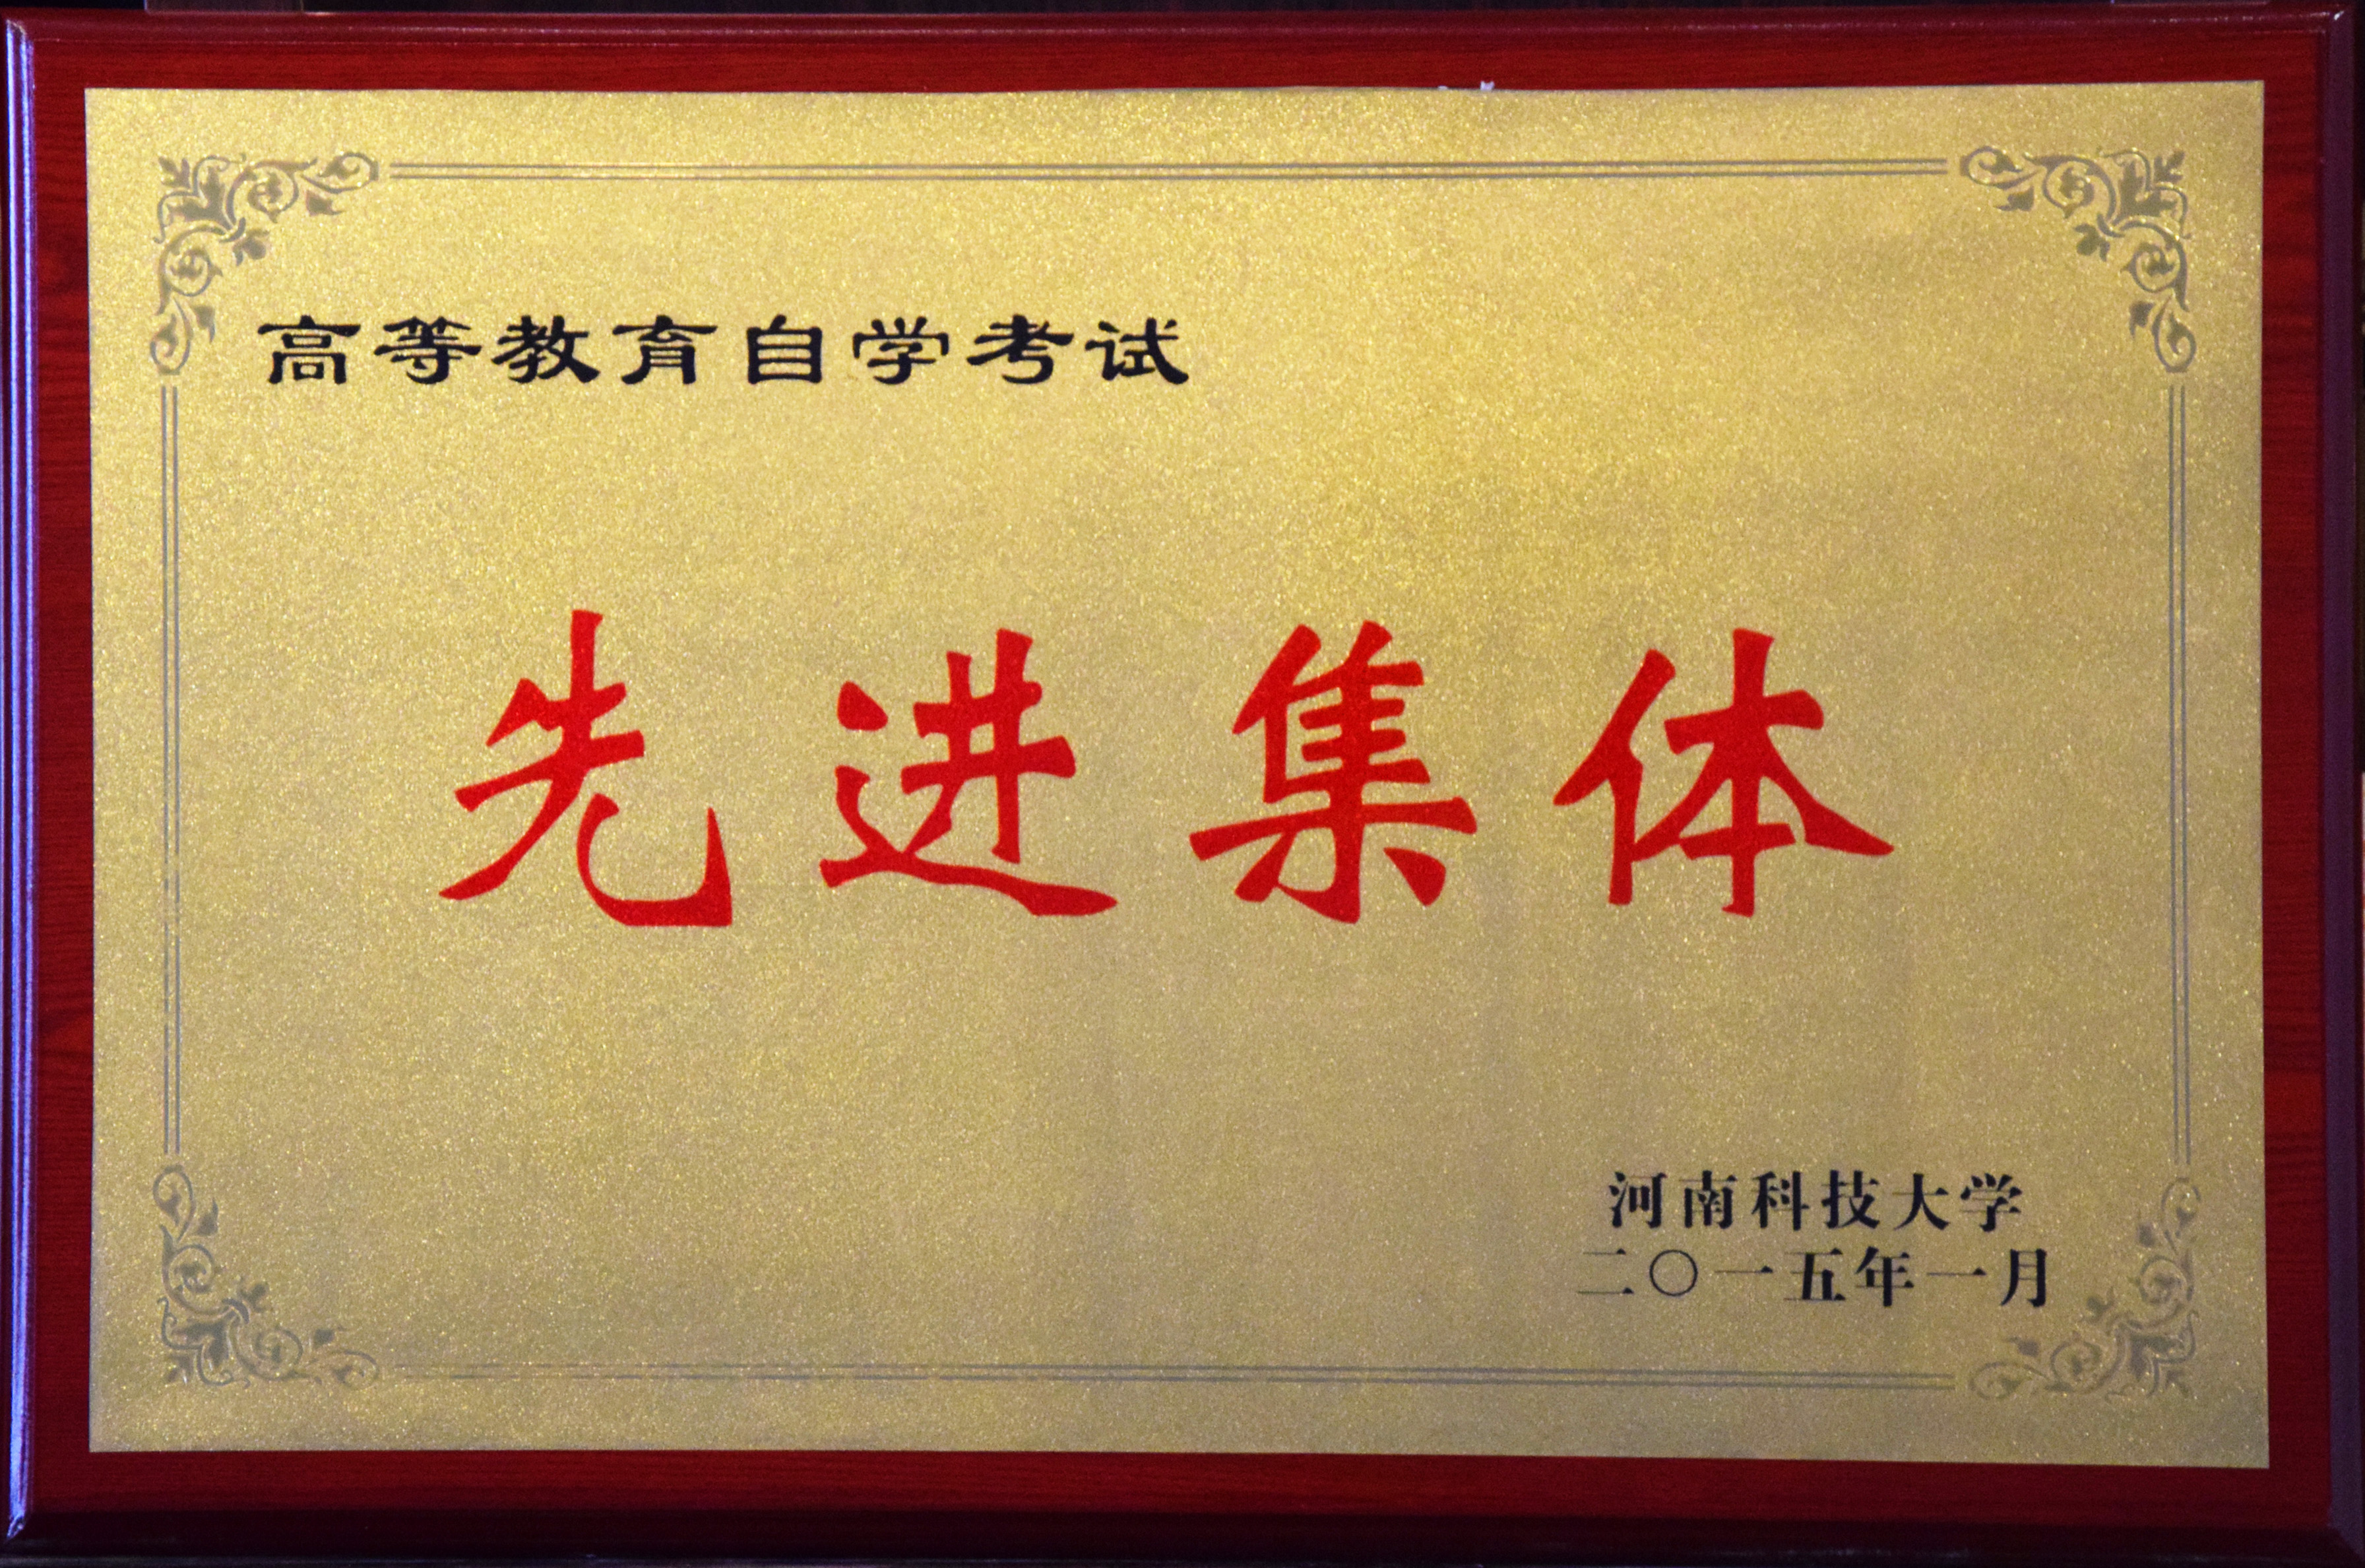 高等教育自学考试
先进集体
河南科技大学
二〇一五年一月